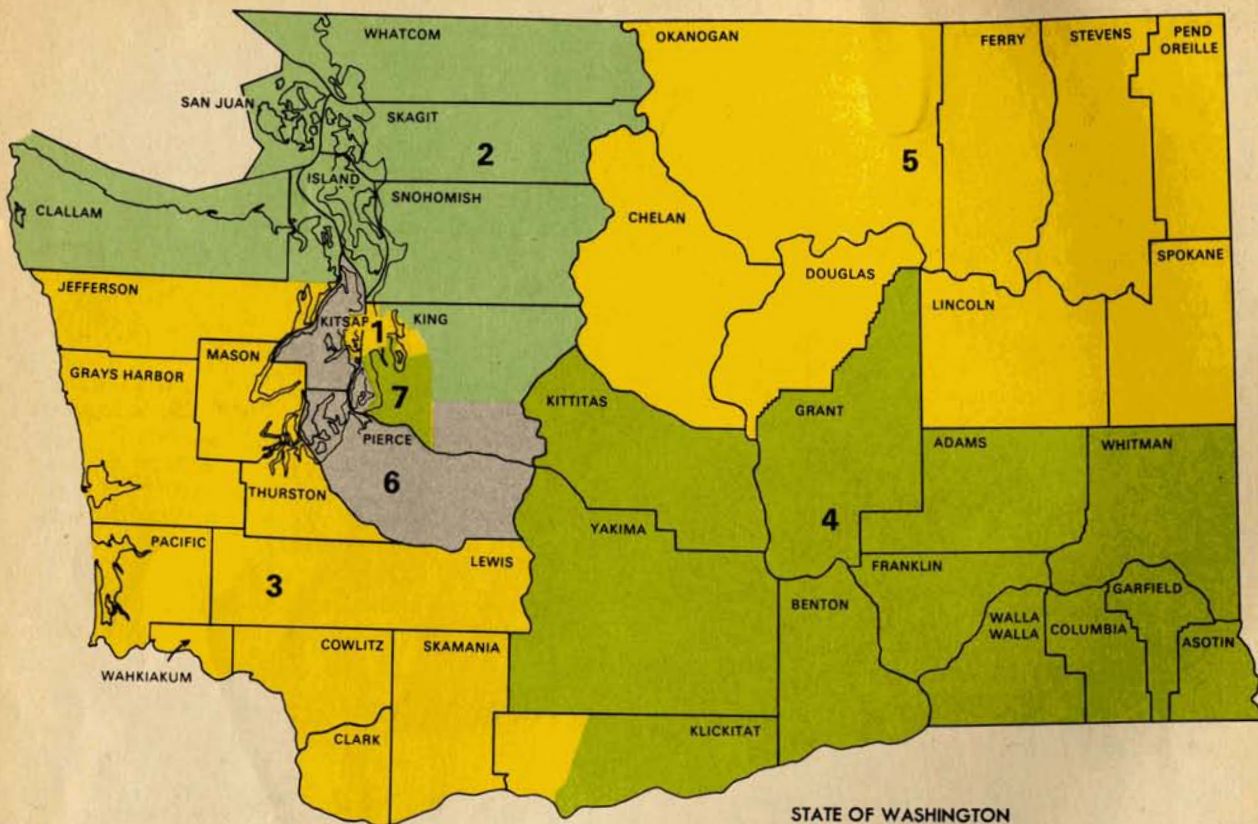 WHATCOM
OKANOGAN
FERRY
STEVENS
PEND
OREILLE
SAN JUAN
SKAGIT
2
5
ISLAND
SNOHOMISH
CLALLAM
CHELAN
SPOKANE
DOUGLAS
JEFFERSON
LINCOLN
KITSAP
1
KING
MASON
GRAYS HARBOR
7
KITTITAS
GRANT
PIERCE
ADAMS
WHITMAN
6
THURSTON
4
YAKIMA
PACIFIC
LEWIS
FRANKLIN
3
GARFIELD
BENTON
WALLA
WALLA
COLUMBIA
COWLITZ
SKAMANIA
ASOTIN
WAHKIAKUM
KLICKITAT
CLARK
STATE OF WASHINGTON